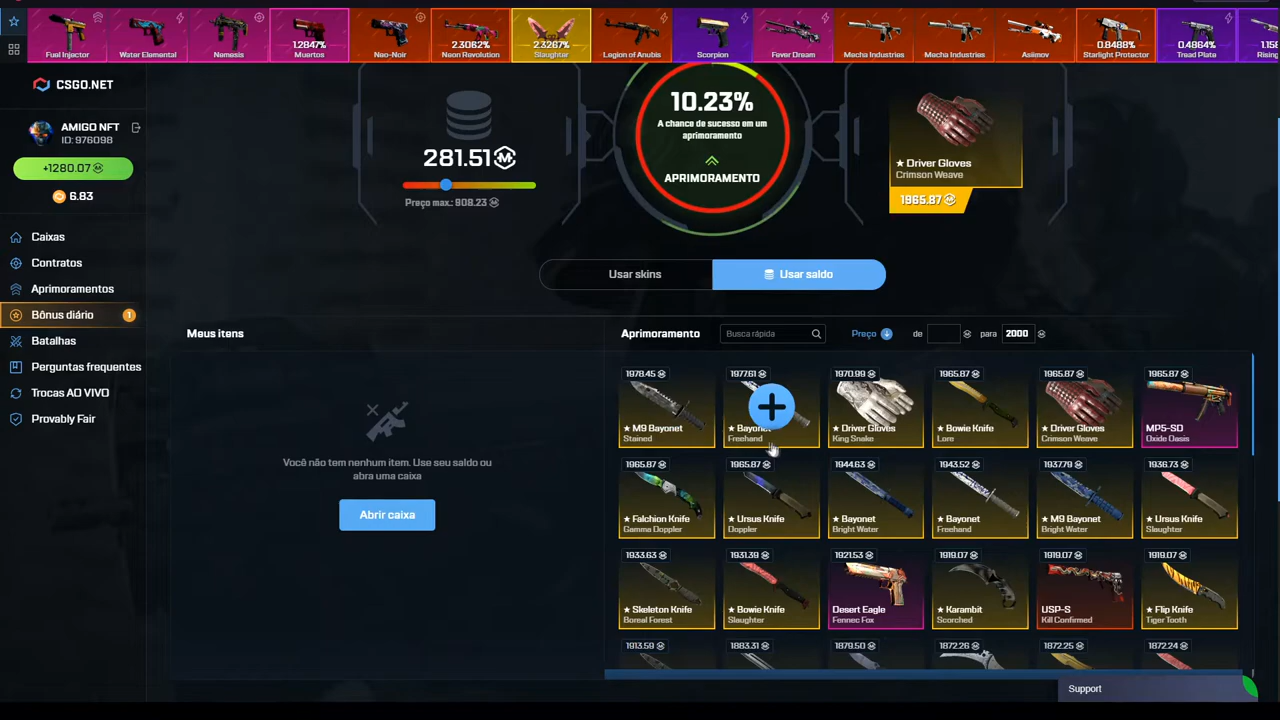 Fuel Injector
Water Elemental
Nemesis
1.2847%
Muertos
Neo-Noir
2.3062%
Neon Revolution
2.3267%
Slaughter
Legion of Anubis
Scorpion
Fever Dream
Mecha Industries
Mecha Industries
Asiimov
0.8488%
Starlight Protector
0.4864%
Tread Plate
CSGO.NET
AMIGO NFT
ID: 976098
+1280.07
6.83
Caixas
Contratos
Aprimoramentos
Bônus diário 1
Batalhas
Perguntas frequentes
Trocas AO VIVO
Provably Fair
281.51
Preço max.: 908.23
10.23%
A chance de sucesso em um
aprimoramento
APRIMORAMENTO
★ Driver Gloves
Crimson Weave
1965.87
Usar skins
Usar saldo
Meus itens
Você não tem nenhum item. Use seu saldo ou
abra uma caixa
Abrir caixa
Aprimoramento Busca rápida Preço de para 2000
1978.45
★ M9 Bayonet
Stained
1977.61
★ Bayonet
Freehand
1970.99
★ Driver Gloves
King Snake
1965.87
★ Bowie Knife
Lore
1965.87
★ Driver Gloves
Crimson Weave
1965.87
MP5-SD
Oxide Oasis
1965.87
★ Falchion Knife
Gamma Doppler
1965.87
★ Ursus Knife
Doppler
1944.63
★ Bayonet
Bright Water
1943.52
★ Bayonet
Freehand
1937.79
★ M9 Bayonet
Bright Water
1936.73
★ Ursus Knife
Slaughter
1933.63
★ Skeleton Knife
Boreal Forest
1931.39
★ Bowie Knife
Slaughter
1921.53
Desert Eagle
Fennec Fox
1919.07
★ Karambit
Scorched
1919.07
USP-S
Kill Confirmed
1919.07
★ Flip Knife
Tiger Tooth
1913.59
1883.31
1879.50
1872.26
1872.25
1872.24
Support